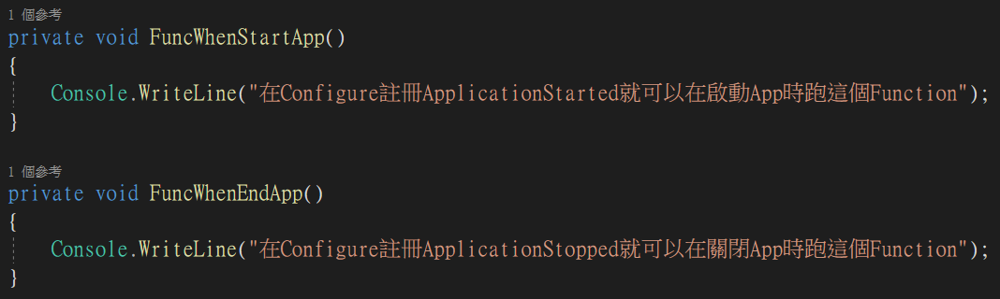 1 個參考
private void FuncWhenStartApp()
{
    Console.WriteLine("在Configure註冊ApplicationStarted就可以在啟動App時跑這個Function");
}
1 個參考
private void FuncWhenEndApp()
{
    Console.WriteLine("在Configure註冊ApplicationStopped就可以在關閉App時跑這個Function");
}